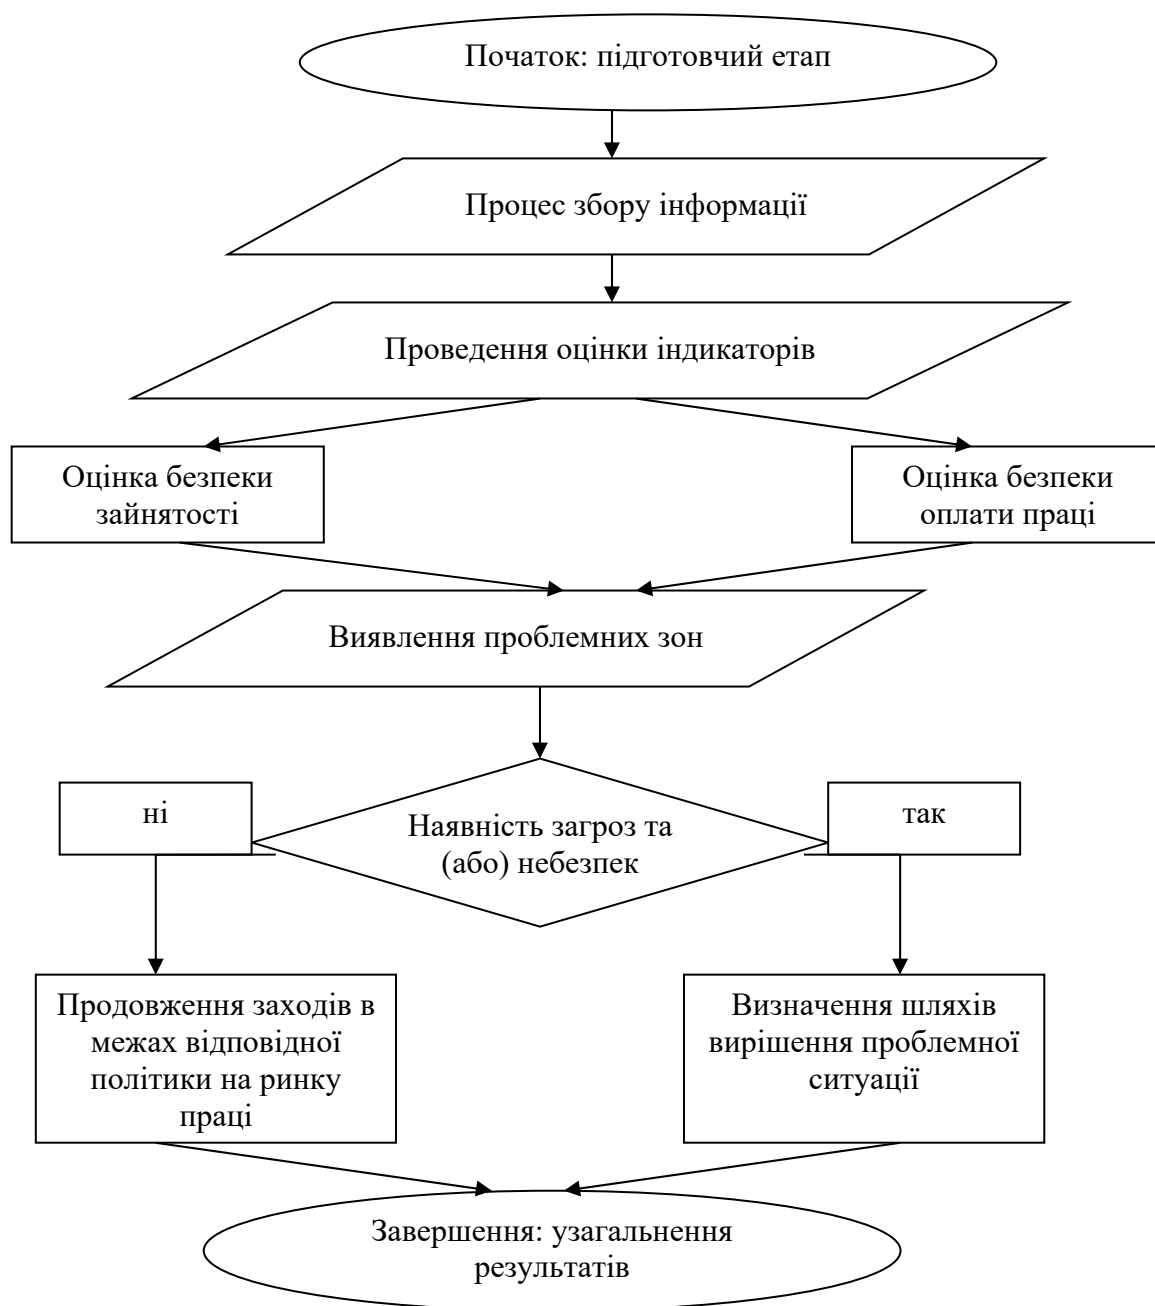 Початок: підготовчий етап
Процес збору інформації
Проведення оцінки індикаторів
Оцінка безпеки
зайнятості
Оцінка безпеки
оплати праці
Виявлення проблемних зон
ні
Наявність загроз та
(або) небезпек
так
Продовження заходів в
межах відповідної
політики на ринку
праці
Визначення шляхів
вирішення проблемної
ситуації
Завершення: узагальнення
результатів